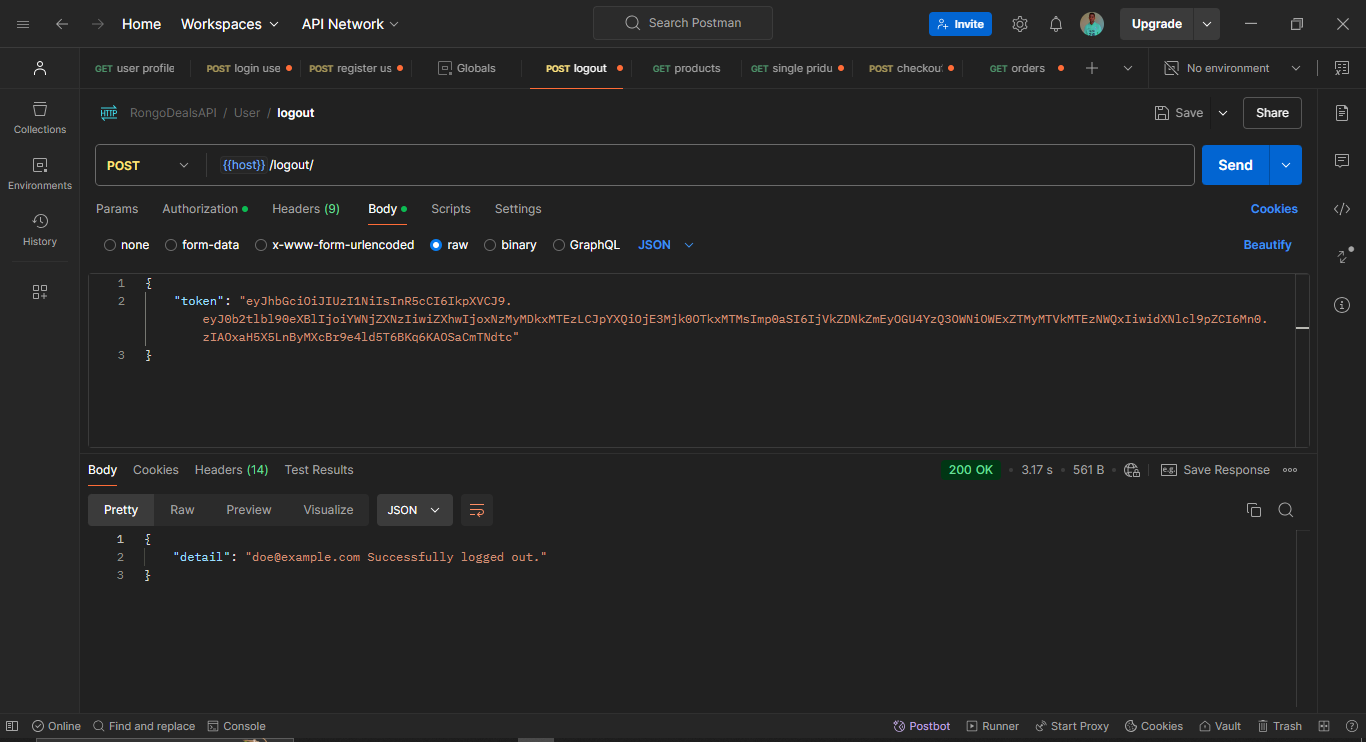 Home Workspaces API Network Search Postman Invite Upgrade
GET user profile POST login use POST register us Globals POST logout GET products GET single pridu POST checkou GET orders No environment
HTTP RongoDealsAPI / User / logout Save Share
Collections
Environments
History
POST {{host}} /logout/ Send
Params Authorization Headers (9) Body Scripts Settings Cookies
none form-data x-www-form-urlencoded raw binary GraphQL JSON Beautify
1 {
2 "token": "eyJhbGciOiJIUzI1NiIsInR5cCI6IkpXVCJ9.
eyJ0b2tlbl90eXBlIjoiYWNjZXNzIiwiZXhwIjoxNzMyMDkxMTEzLCJpYXQiOjE3Mjk0OTkxMTMsImp0aSI6IjVkZDNkZmEyOGU4YzQ3OWNiOWExZTMyMTVkMTEzNWQxIiwidXNlcl9pZCI6Mn0.
zIAOxaH5X5LnByMXcBr9e4ld5T6BKq6KAOSaCmTNdtc"
3 }
Body Cookies Headers (14) Test Results 200 OK 3.17 s 561 B e.g. Save Response
Pretty Raw Preview Visualize JSON
1 {
2 "detail": "doe@example.com Successfully logged out."
3 }
Online Find and replace Console Postbot Runner Start Proxy Cookies Vault Trash